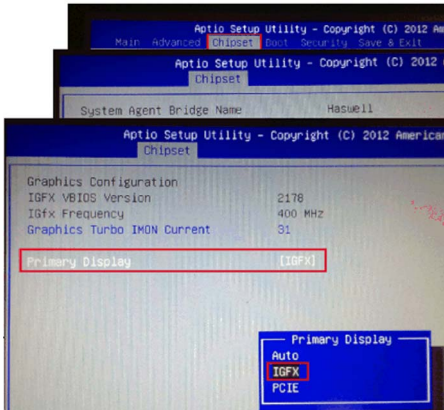 Aptio Setup Utility - Copyright (C) 2012 Am
Main Advanced Chipset Boot Security Save & Exit
Aptio Setup Utility - Copyright (C) 2012
Chipset
System Agent Bridge Name Haswell
Aptio Setup Utility - Copyright (C) 2012 American
Chipset
Graphics Configuration
IGFX VBIOS Version 2178
IGfx Frequency 400 MHz
Graphics Turbo IMON Current 31
Primary Display [IGFX]
Primary Display
Auto
IGFX
PCIE